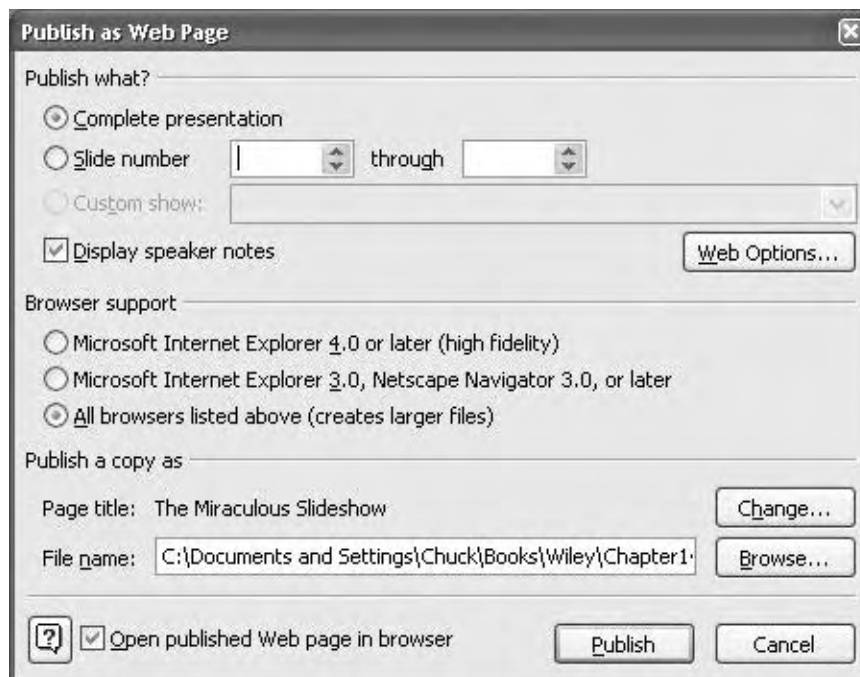 Publish as Web Page
Publish what?
Complete presentation
Slide number through
Custom show:
Display speaker notes
Web Options...
Browser support
Microsoft Internet Explorer 4.0 or later (high fidelity)
Microsoft Internet Explorer 3.0, Netscape Navigator 3.0, or later
All browsers listed above (creates larger files)
Publish a copy as
Page title: The Miraculous Slideshow Change...
File name: C:\Documents and Settings\Chuck\Books\Wiley\Chapter1 Browse...
? Open published Web page in browser Publish Cancel